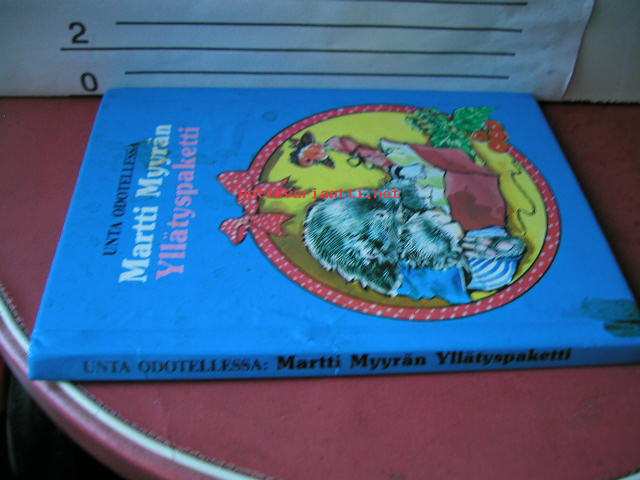 2
0
UNTA ODOTELLESSA
Martti Myyrän
Yllätyspaketti
UNTA ODOTELLESSA: Martti Myyrän Yllätyspaketti